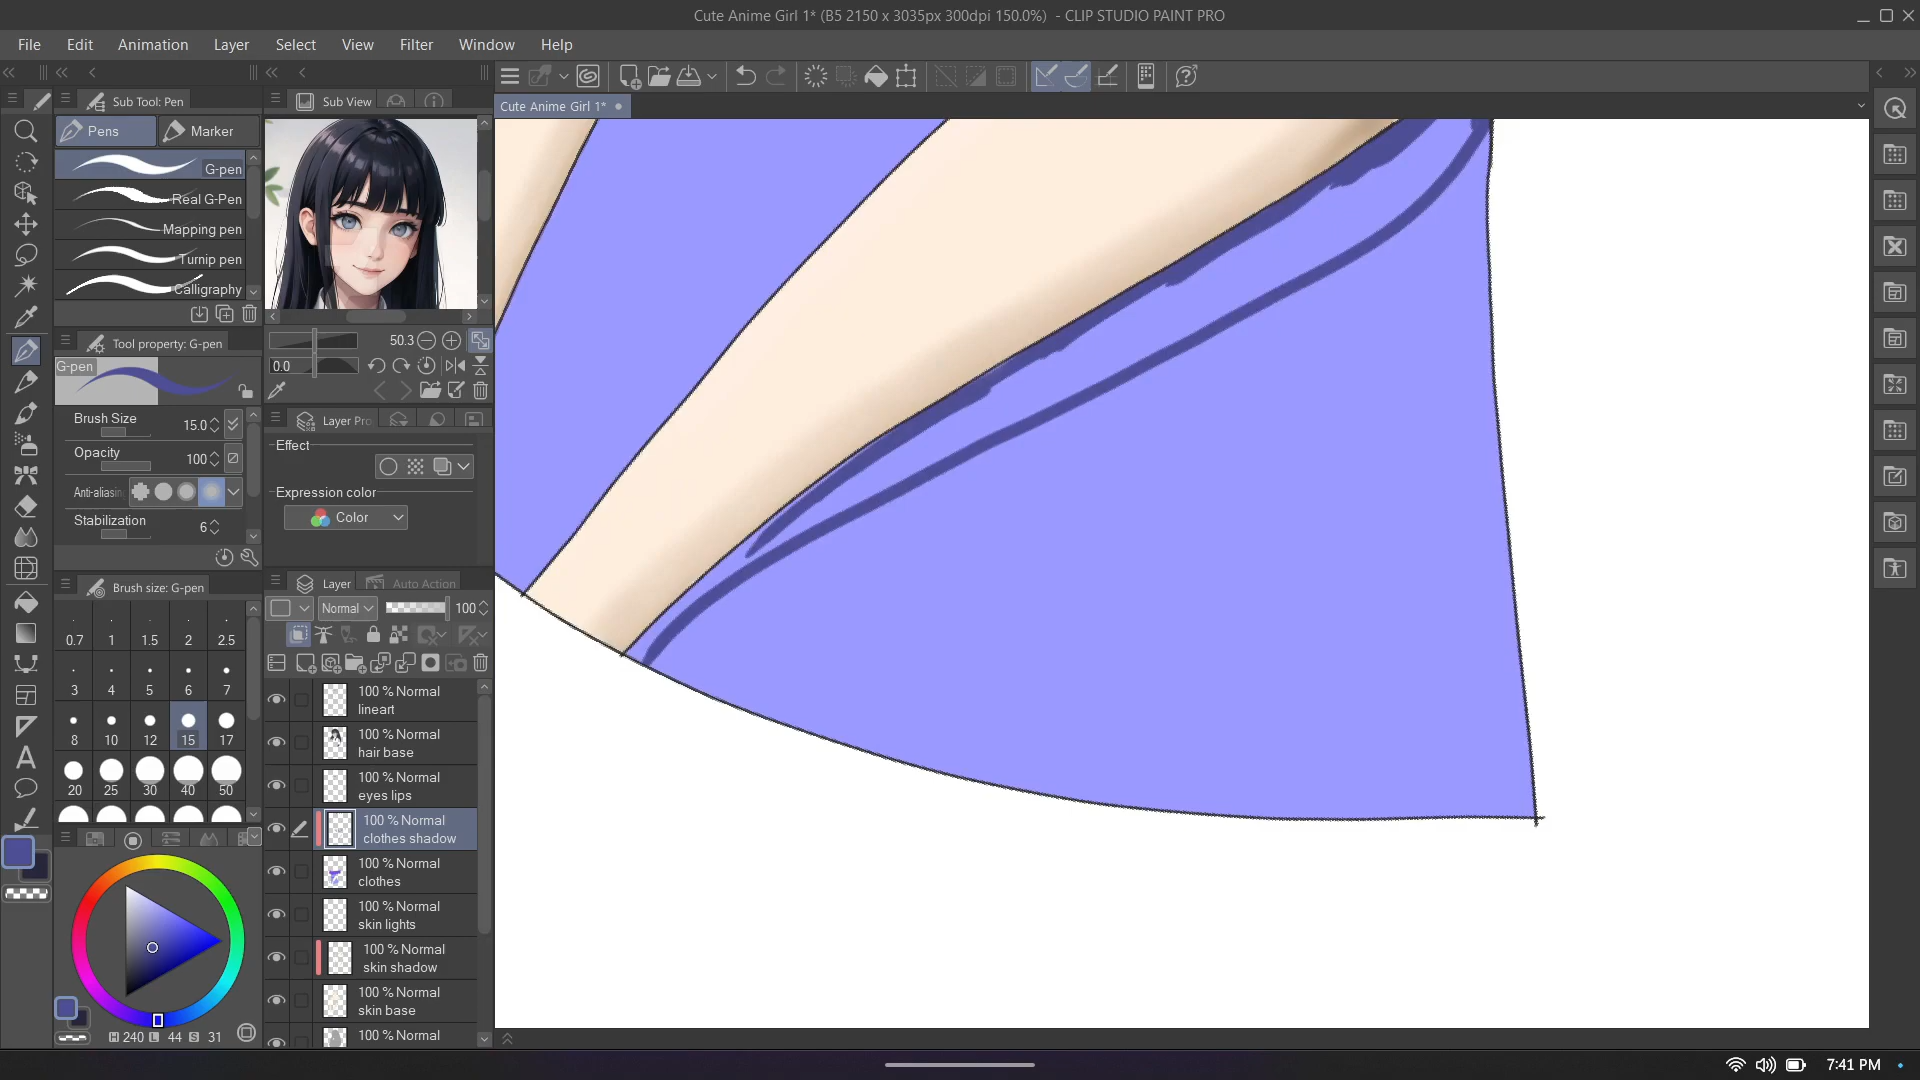 Cute Anime Girl 1* (B5 2150 x 3035px 300dpi 150.0%) - CLIP STUDIO PAINT PRO
File Edit Animation Layer Select View Filter Window Help
Sub Tool: Pen
Pens
Marker
G-pen
Real G-Pen
Mapping pen
Turnip pen
Calligraphy
Tool property: G-pen
G-pen
Brush Size 15.0
Opacity 100
Anti-aliasin
Stabilization 6
Brush size: G-pen
0.7 1 1.5 2 2.5
3 4 5 6 7
8 10 12 15 17
20 25 30 40 50
H 240 L 44 S 31
Sub View
50.3
0.0
Layer Pro
Effect
Expression color
Color
Layer
Auto Action
Normal 100
100 % Normal
lineart
100 % Normal
hair base
100 % Normal
eyes lips
100 % Normal
clothes shadow
100 % Normal
clothes
100 % Normal
skin lights
100 % Normal
skin shadow
100 % Normal
skin base
100 % Normal
Cute Anime Girl 1*
7:41 PM